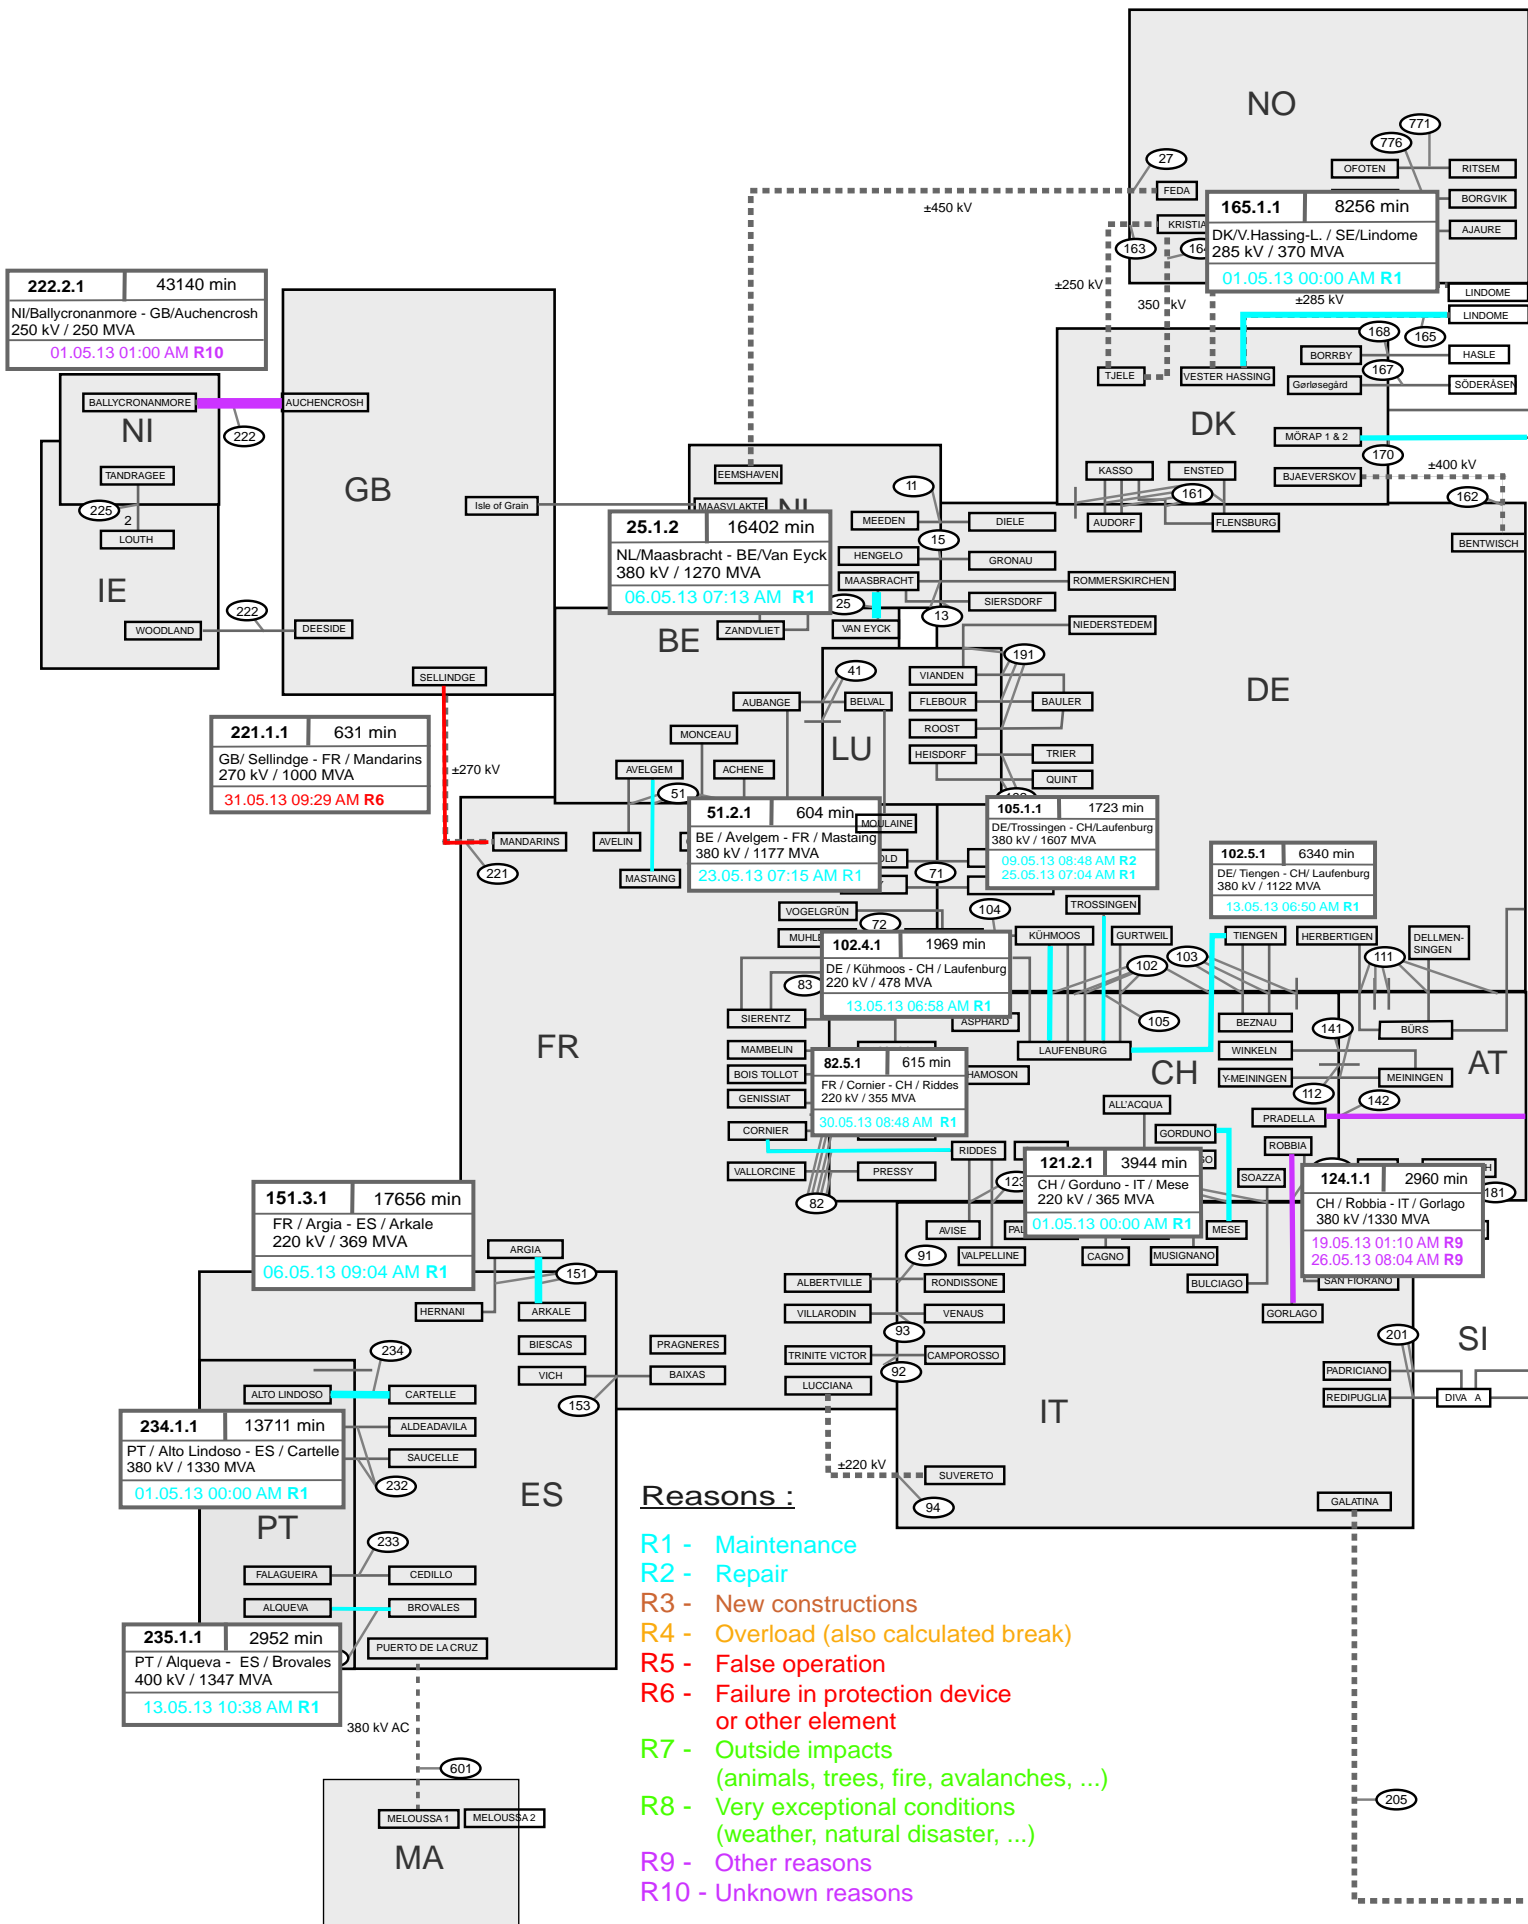 NO
771
776
27
OFOTEN
RITSEM
FEDA
BORGVIK
±450 kV
KRISTIA
AJAURE
163
164
165.1.1 8256 min
DK/V.Hassing-L. / SE/Lindome
285 kV / 370 MVA
01.05.13 00:00 AM R1
±250 kV
350 kV
±285 kV
LINDOME
LINDOME
222.2.1 43140 min
NI/Ballycronanmore - GB/Auchencrosh
250 kV / 250 MVA
01.05.13 01:00 AM R10
168
165
BORRBY
HASLE
167
TJELE
VESTER HASSING
Gørløsegård
SÖDERÅSEN
BALLYCRONANMORE
AUCHENCROSH
NI
222
DK
MÖRAP 1 & 2
170
TANDRAGEE
GB
EEMSHAVEN
KASSO
ENSTED
BJAEVERSKOV
±400 kV
11
161
162
225
2
Isle of Grain
MAASVLAKTE
NL
MEEDEN
DIELE
AUDORF
FLENSBURG
LOUTH
25.1.2 16402 min
NL/Maasbracht - BE/Van Eyck
380 kV / 1270 MVA
06.05.13 07:13 AM R1
15
BENTWISCH
HENGELO
GRONAU
MAASBRACHT
ROMMERSKIRCHEN
IE
25
SIERSDORF
222
13
WOODLAND
DEESIDE
ZANDVLIET
VAN EYCK
NIEDERSTEDEM
BE
191
SELLINDGE
41
VIANDEN
DE
AUBANGE
BELVAL
FLEBOUR
BAULER
221.1.1 631 min
GB/ Sellindge - FR / Mandarins
270 kV / 1000 MVA
31.05.13 09:29 AM R6
MONCEAU
ROOST
LU
HEISDORF
TRIER
±270 kV
AVELGEM
ACHENE
QUINT
51
51.2.1 604 min
BE / Avelgem - FR / Mastaing
380 kV / 1177 MVA
23.05.13 07:15 AM R1
105.1.1 1723 min
DE/Trossingen - CH/Laufenburg
380 kV / 1607 MVA
09.05.13 08:48 AM R2
25.05.13 07:04 AM R1
MOULAINE
MANDARINS
AVELIN
OLD
71
102.5.1 6340 min
DE/ Tiengen - CH/ Laufenburg
380 kV / 1122 MVA
13.05.13 06:50 AM R1
221
MASTAING
TROSSINGEN
VOGELGRÜN
104
72
MUHLE
KÜHMOOS
GURTWEIL
TIENGEN
HERBERTIGEN
DELLMEN-
SINGEN
102.4.1 1969 min
DE / Kühmoos - CH / Laufenburg
220 kV / 478 MVA
13.05.13 06:58 AM R1
103
102
111
83
SIERENTZ
ASPHARD
105
BEZNAU
141
BÜRS
FR
MAMBELIN
LAUFENBURG
WINKELN
AT
82.5.1 615 min
FR / Cornier - CH / Riddes
220 kV / 355 MVA
30.05.13 08:48 AM R1
BOIS TOLLOT
HAMOSON
CH
Y-MEININGEN
MEININGEN
GENISSIAT
112
142
ALL'ACQUA
PRADELLA
CORNIER
GORDUNO
ROBBIA
RIDDES
GO
VALLORCINE
PRESSY
121.2.1 3944 min
CH / Gorduno - IT / Mese
220 kV / 365 MVA
01.05.13 00:00 AM R1
SOAZZA
H
124.1.1 2960 min
CH / Robbia - IT / Gorlago
380 kV /1330 MVA
19.05.13 01:10 AM R9
26.05.13 08:04 AM R9
123
181
82
151.3.1 17656 min
FR / Argia - ES / Arkale
220 kV / 369 MVA
06.05.13 09:04 AM R1
AVISE
PAL
MESE
ARGIA
91
VALPELLINE
CAGNO
MUSIGNANO
151
ALBERTVILLE
RONDISSONE
BULCIAGO
SAN FIORANO
HERNANI
ARKALE
VILLARODIN
VENAUS
GORLAGO
93
201
SI
BIESCAS
PRAGNERES
234
TRINITE VICTOR
CAMPOROSSO
PADRICIANO
92
VICH
BAIXAS
LUCCIANA
ALTO LINDOSO
CARTELLE
REDIPUGLIA
DIVA A
153
IT
234.1.1 13711 min
PT / Alto Lindoso - ES / Cartelle
380 kV / 1330 MVA
01.05.13 00:00 AM R1
ALDEADAVILA
SAUCELLE
±220 kV
SUVERETO
232
ES
94
GALATINA
PT
Reasons :
R1 - Maintenance
R2 - Repair
R3 - New constructions
R4 - Overload (also calculated break)
R5 - False operation
R6 - Failure in protection device
or other element
R7 - Outside impacts
(animals, trees, fire, avalanches, ...)
R8 - Very exceptional conditions
(weather, natural disaster, ...)
R9 - Other reasons
R10 - Unknown reasons
233
FALAGUEIRA
CEDILLO
ALQUEVA
BROVALES
235.1.1 2952 min
PT / Alqueva - ES / Brovales
400 kV / 1347 MVA
13.05.13 10:38 AM R1
PUERTO DE LA CRUZ
380 kV AC
601
205
MELOUSSA 1
MELOUSSA 2
MA